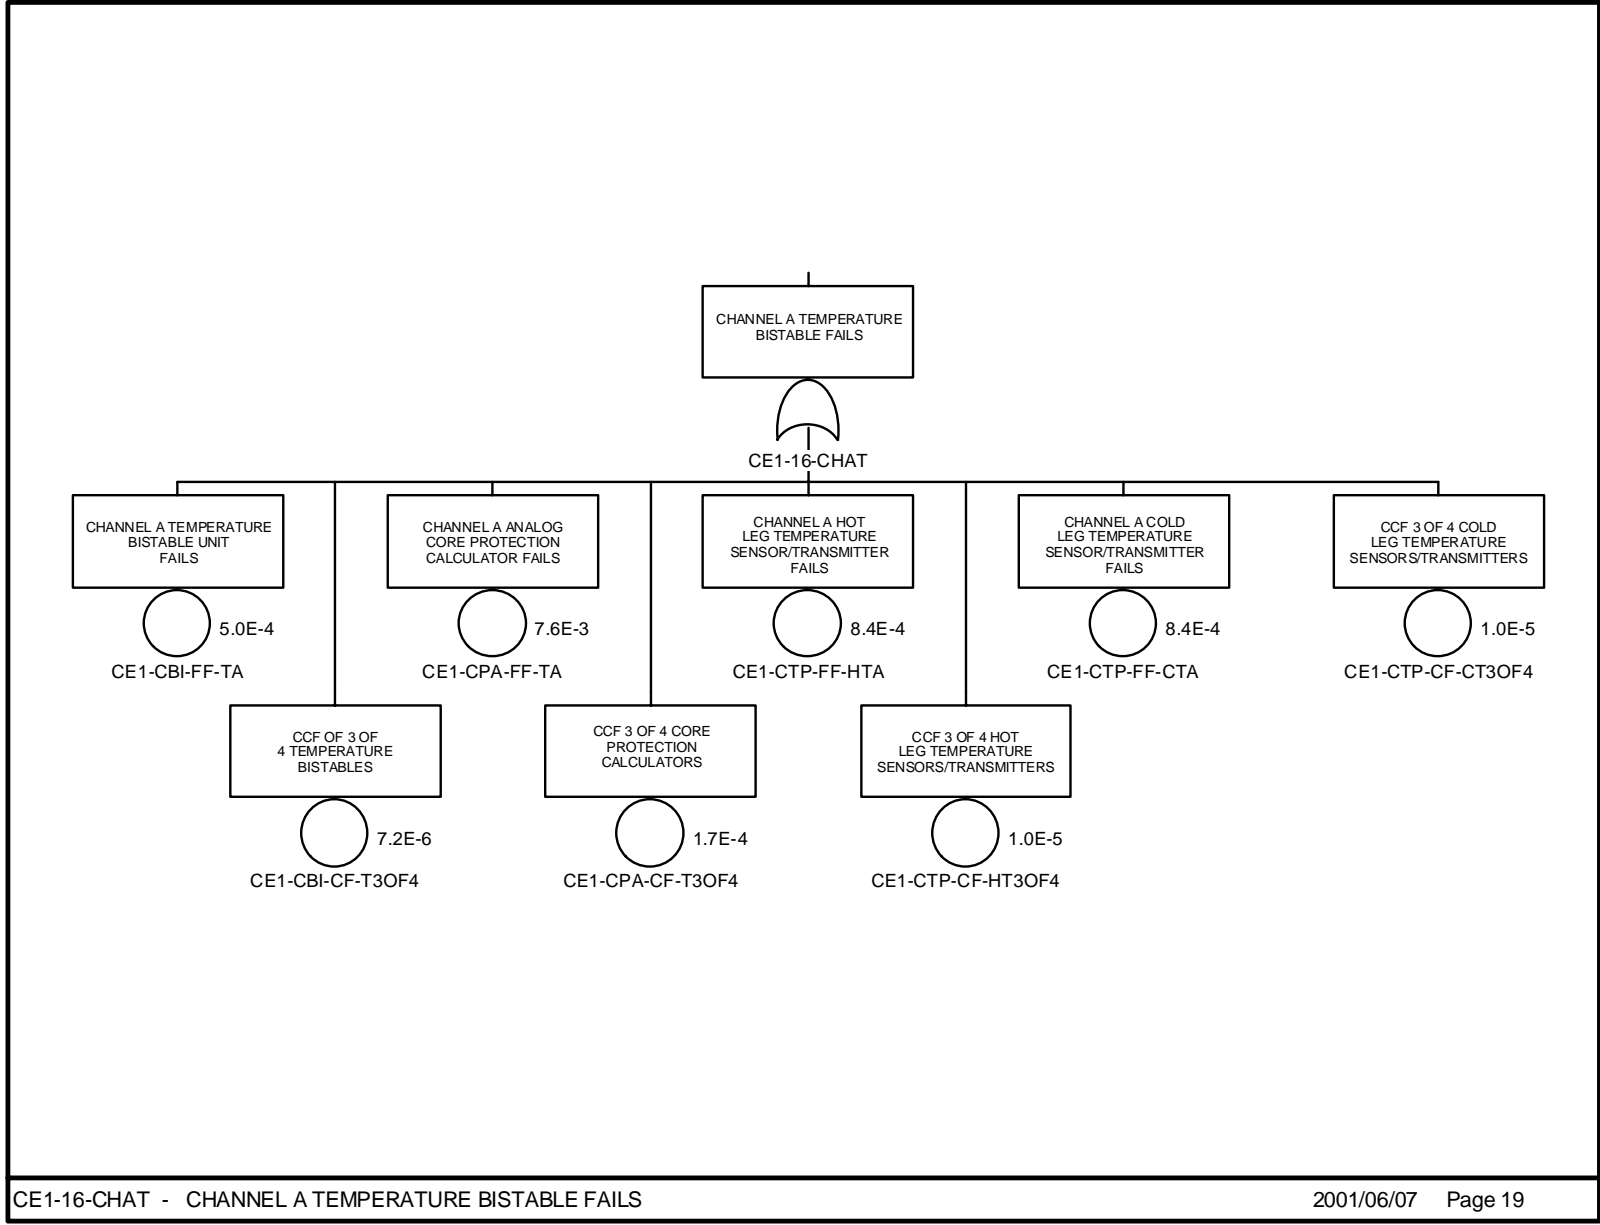 CHANNEL A TEMPERATURE
BISTABLE FAILS
CE1-16-CHAT
CHANNEL A TEMPERATURE
BISTABLE UNIT
FAILS
5.0E-4
CE1-CBI-FF-TA
CHANNEL A ANALOG
CORE PROTECTION
CALCULATOR FAILS
7.6E-3
CE1-CPA-FF-TA
CHANNEL A HOT
LEG TEMPERATURE
SENSOR/TRANSMITTER
FAILS
8.4E-4
CE1-CTP-FF-HTA
CHANNEL A COLD
LEG TEMPERATURE
SENSOR/TRANSMITTER
FAILS
8.4E-4
CE1-CTP-FF-CTA
CCF 3 OF 4 COLD
LEG TEMPERATURE
SENSORS/TRANSMITTERS
1.0E-5
CE1-CTP-CF-CT3OF4
CCF OF 3 OF
4 TEMPERATURE
BISTABLES
7.2E-6
CE1-CBI-CF-T3OF4
CCF 3 OF 4 CORE
PROTECTION
CALCULATORS
1.7E-4
CE1-CPA-CF-T3OF4
CCF 3 OF 4 HOT
LEG TEMPERATURE
SENSORS/TRANSMITTERS
1.0E-5
CE1-CTP-CF-HT3OF4
CE1-16-CHAT - CHANNEL A TEMPERATURE BISTABLE FAILS
2001/06/07 Page 19